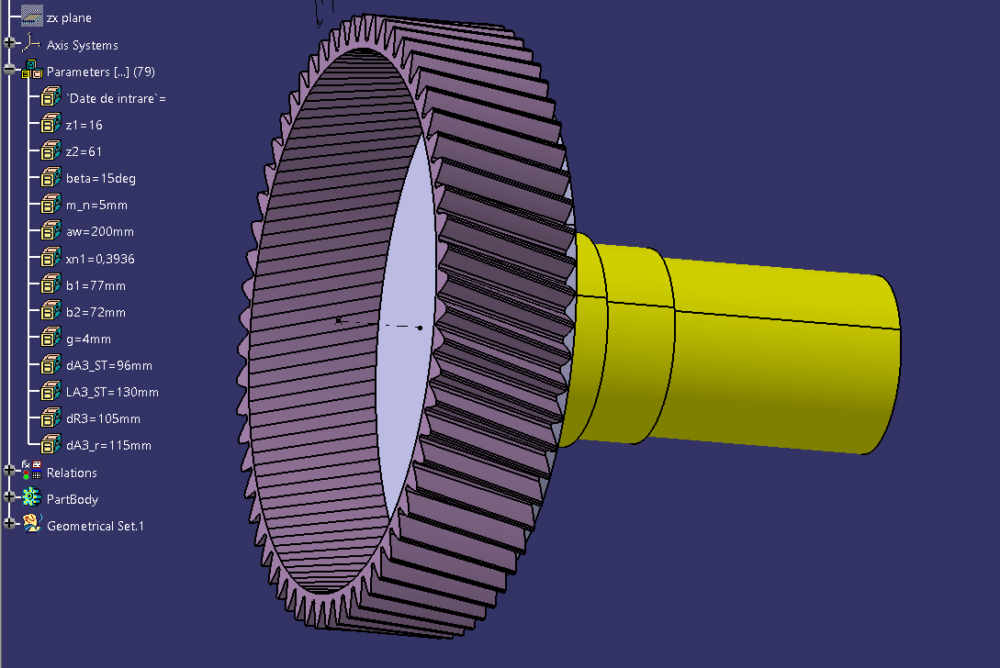 zx plane
Axis Systems
Parameters [...] (79)
`Date de intrare`=
z1=16
z2=61
beta=15deg
m_n=5mm
aw=200mm
xn1=0,3936
b1=77mm
b2=72mm
g=4mm
dA3_ST=96mm
LA3_ST=130mm
dR3=105mm
dA3_r=115mm
Relations
PartBody
Geometrical Set.1